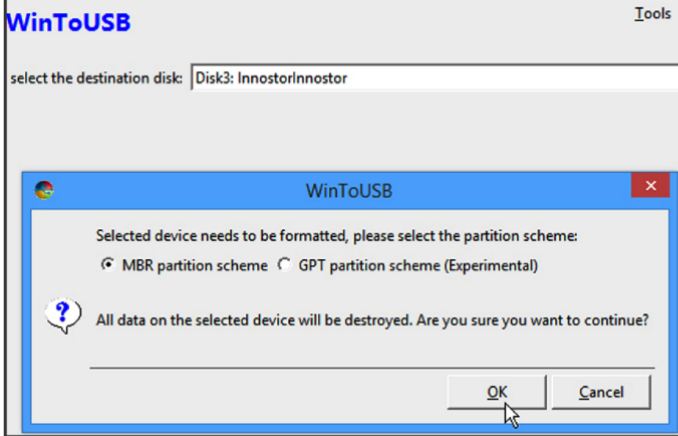 WinToUSB
Tools
select the destination disk: Disk3: InnostorInnostor
WinToUSB
Selected device needs to be formatted, please select the partition scheme:
MBR partition scheme GPT partition scheme (Experimental)
All data on the selected device will be destroyed. Are you sure you want to continue?
OK Cancel